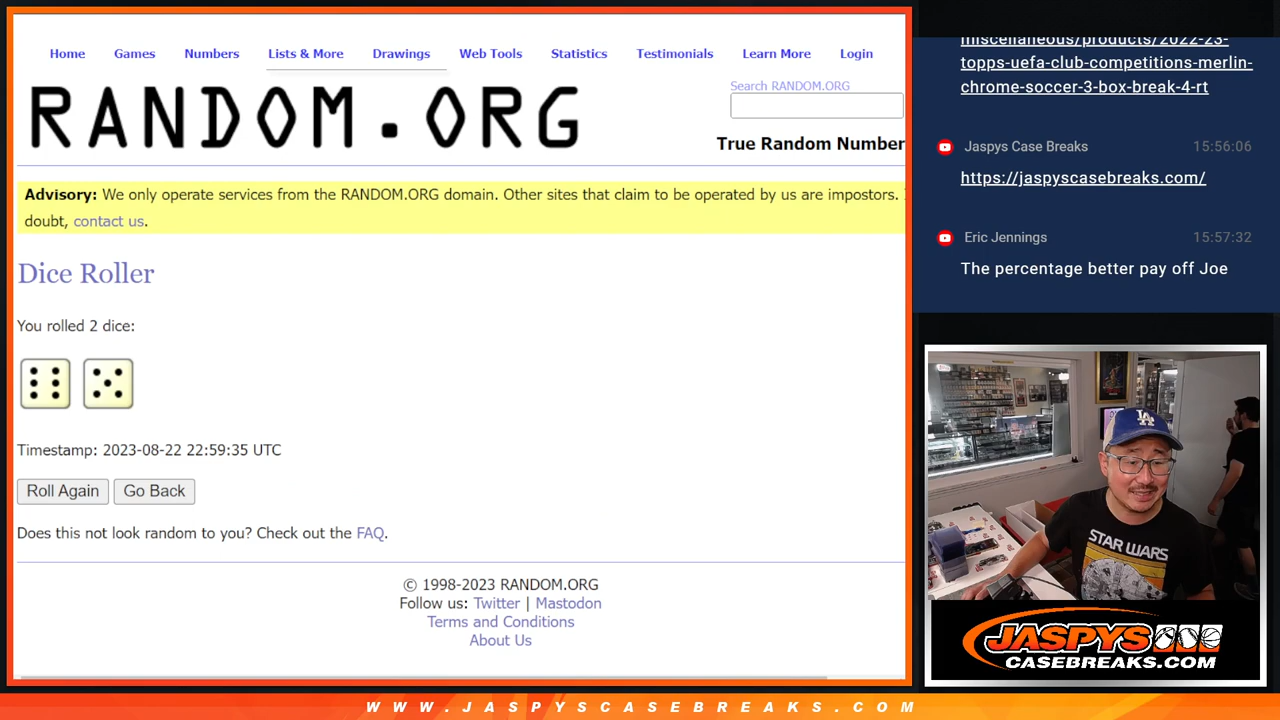 Home Games Numbers Lists & More Drawings Web Tools Statistics Testimonials Learn More Login
RANDOM.ORG
Search RANDOM.ORG
True Random Number
Advisory: We only operate services from the RANDOM.ORG domain. Other sites that claim to be operated by us are impostors.
doubt, contact us.
Dice Roller
You rolled 2 dice:
Timestamp: 2023-08-22 22:59:35 UTC
Roll Again Go Back
Does this not look random to you? Check out the FAQ.
© 1998-2023 RANDOM.ORG
Follow us: Twitter | Mastodon
Terms and Conditions
About Us
miscellaneous/products/2022-23-
topps-uefa-club-competitions-merlin-
chrome-soccer-3-box-break-4-rt
Jaspys Case Breaks 15:56:06
https://jaspyscasebreaks.com/
Eric Jennings 15:57:32
The percentage better pay off Joe
LA
STAR WARS
JASPYS
CASEBREAKS.COM
WWW.JASPYSCASEBREAKS.COM